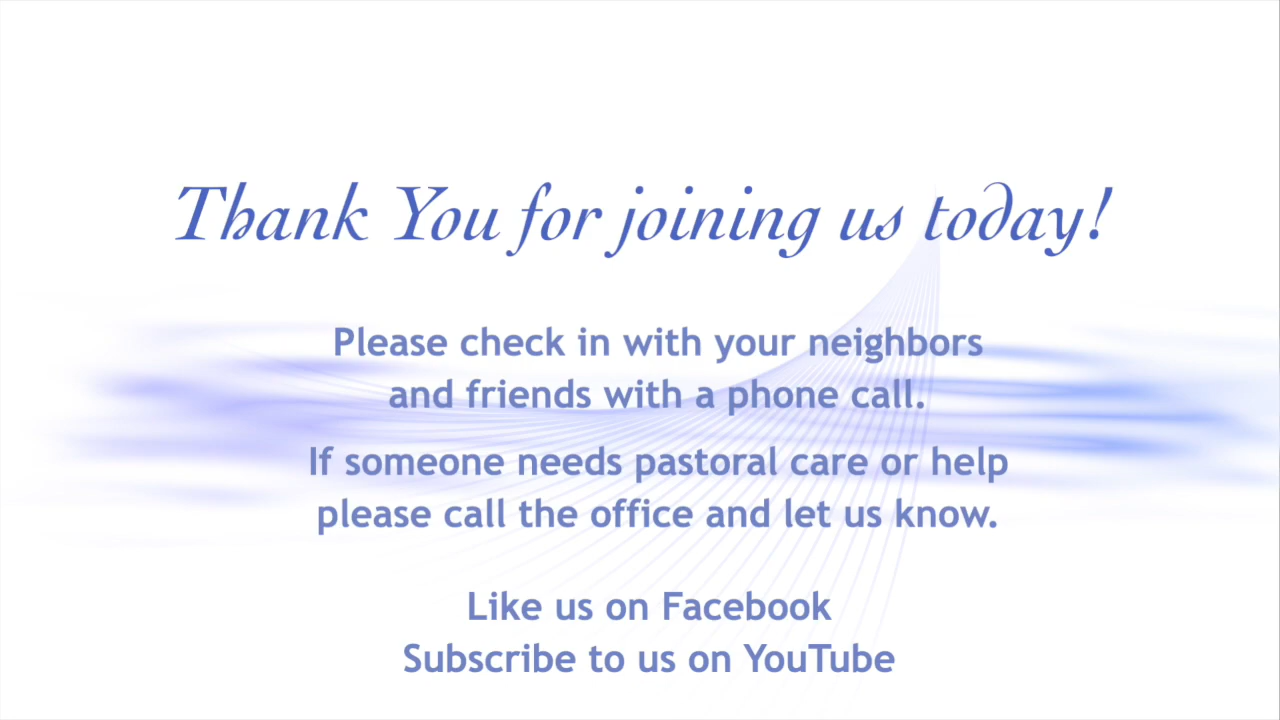 Thank You for joining us today!
Please check in with your neighbors
and friends with a phone call.
If someone needs pastoral care or help
please call the office and let us know.
Like us on Facebook
Subscribe to us on YouTube